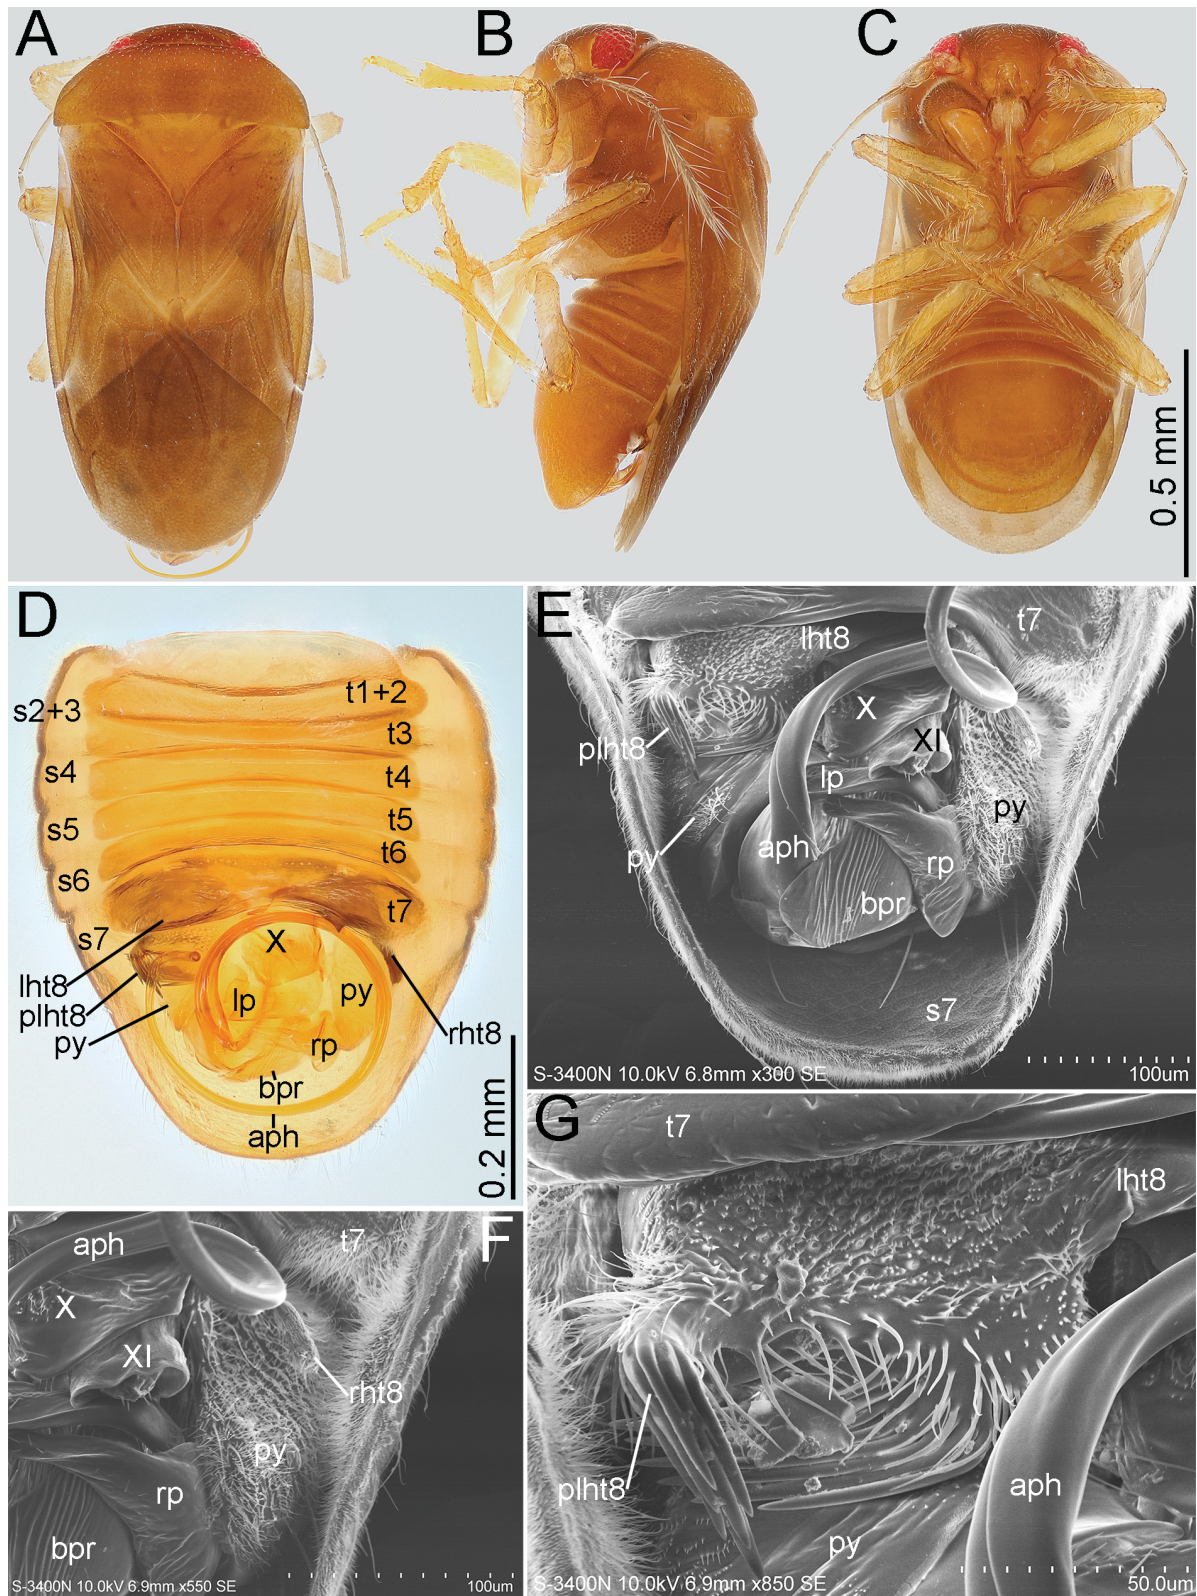 A
B
C
0.5 mm
D
t1+2
s2+3
t3
s4
t4
s5
t5
t6
s6
t7
s7
X
lht8
plht8
py
lp
py
rp
rht8
bpr
aph
0.2 mm
E
lht8
t7
X
plht8
XI
lp
py
py
aph
rp
bpr
s7
S-3400N 10.0kV 6.8mm x300 SE
100um
F
aph
t7
X
XI
rht8
py
rp
bpr
S-3400N 10.0kV 6.9mm x550 SE
100um
G
t7
lht8
plht8
aph
py
S-3400N 10.0kV 6.9mm x850 SE
50.0um